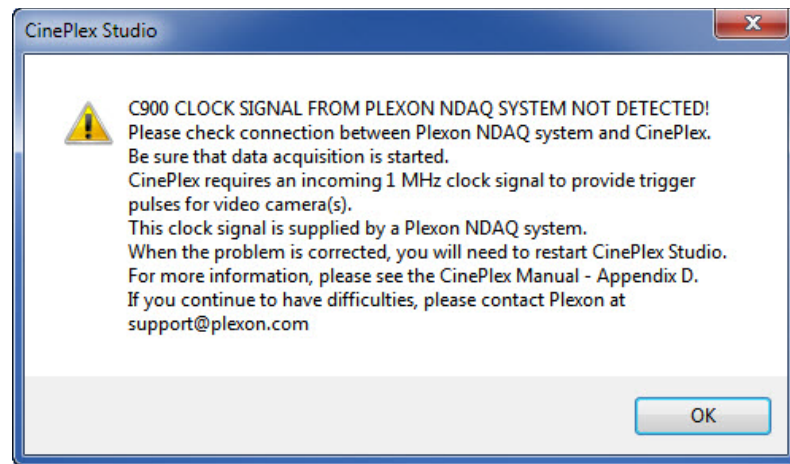 CinePlex Studio
C900 CLOCK SIGNAL FROM PLEXON NDAQ SYSTEM NOT DETECTED!
Please check connection between Plexon NDAQ system and CinePlex.
Be sure that data acquisition is started.
CinePlex requires an incoming 1 MHz clock signal to provide trigger
pulses for video camera(s).
This clock signal is supplied by a Plexon NDAQ system.
When the problem is corrected, you will need to restart CinePlex Studio.
For more information, please see the CinePlex Manual - Appendix D.
If you continue to have difficulties, please contact Plexon at
support@plexon.com
OK